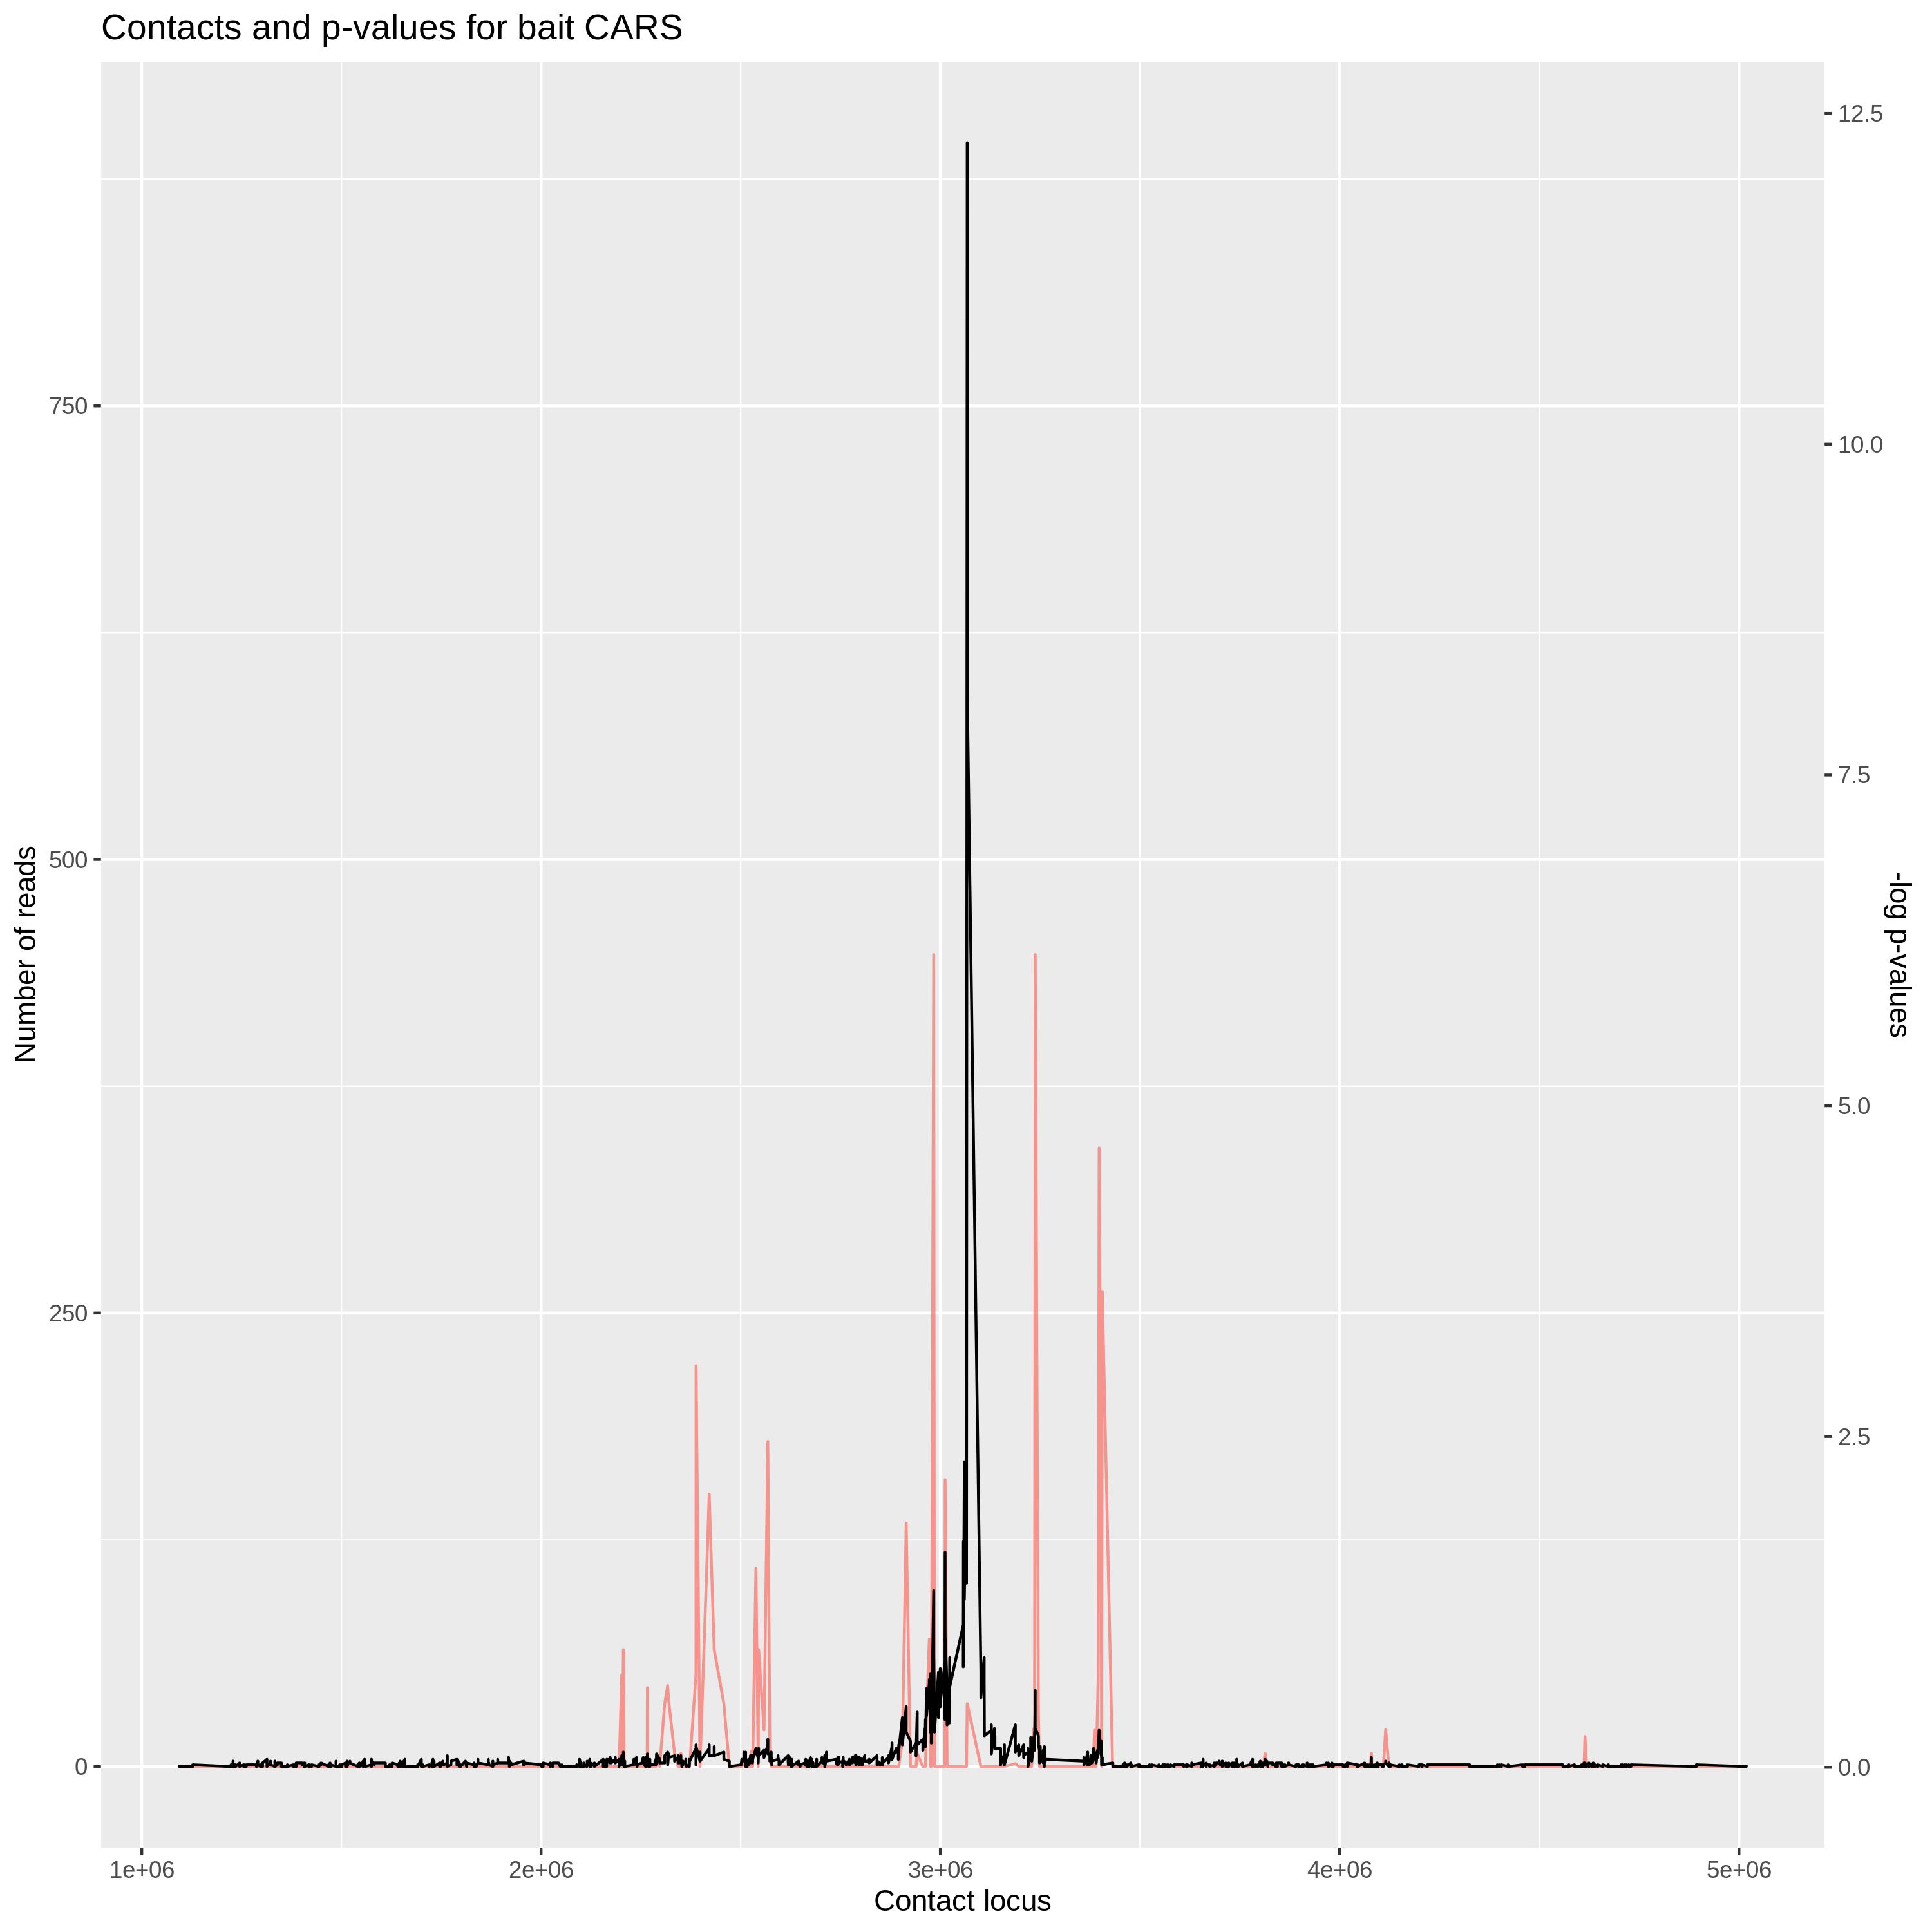 Contacts and p-values for bait CARS
Number of reads
750
500
250
0
12.5
10.0
7.5
5.0
2.5
0.0
-log p-values
1e+06 2e+06 3e+06 4e+06 5e+06
Contact locus